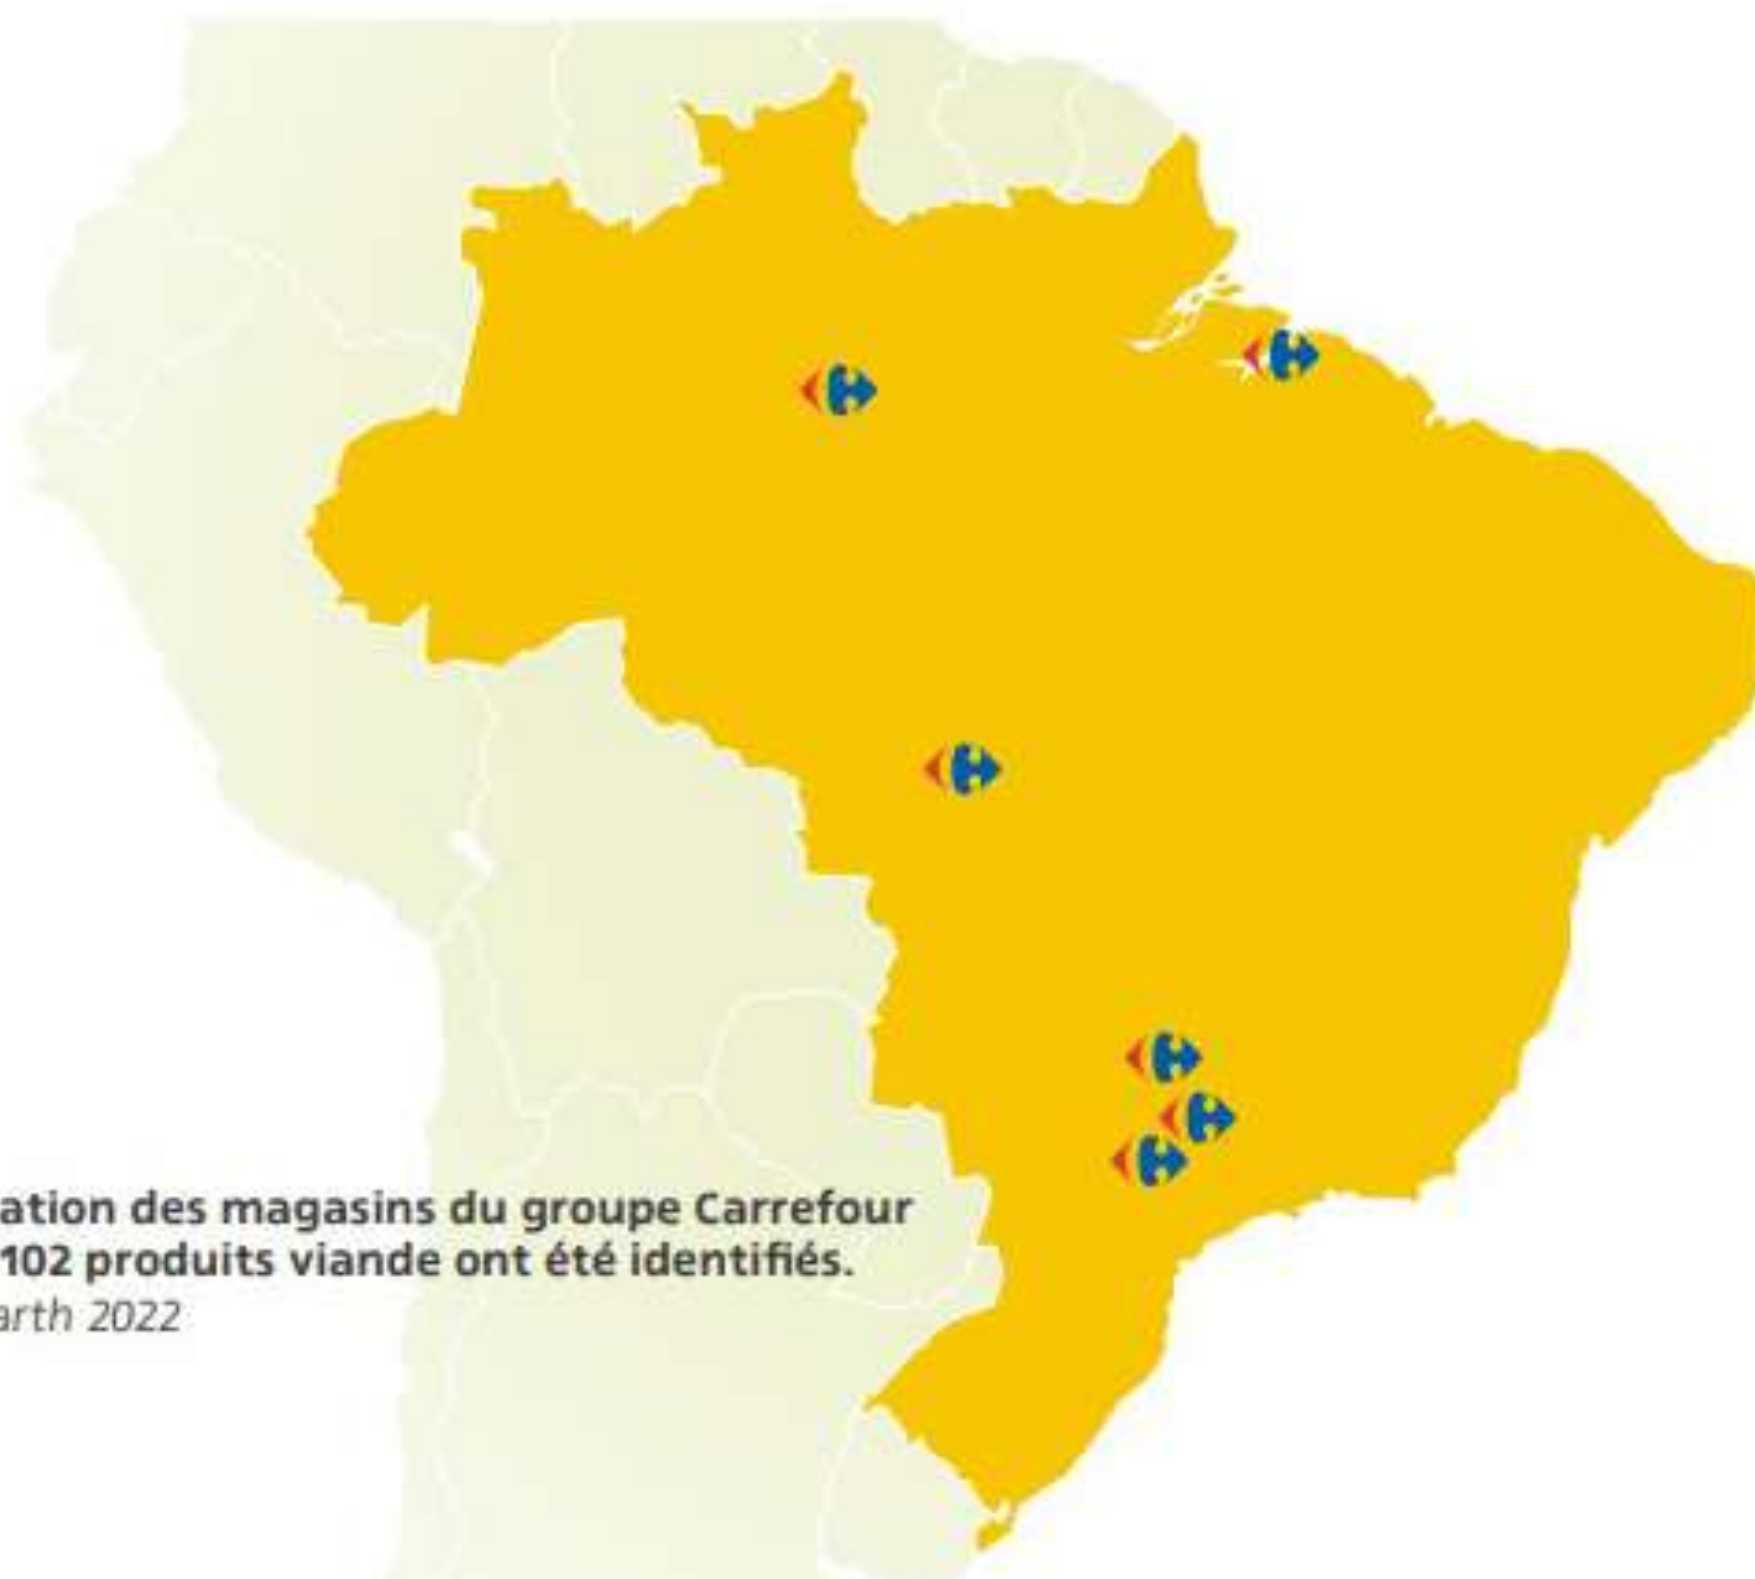 ation des magasins du groupe Carrefour
102 produits viande ont été identifiés.
arth 2022